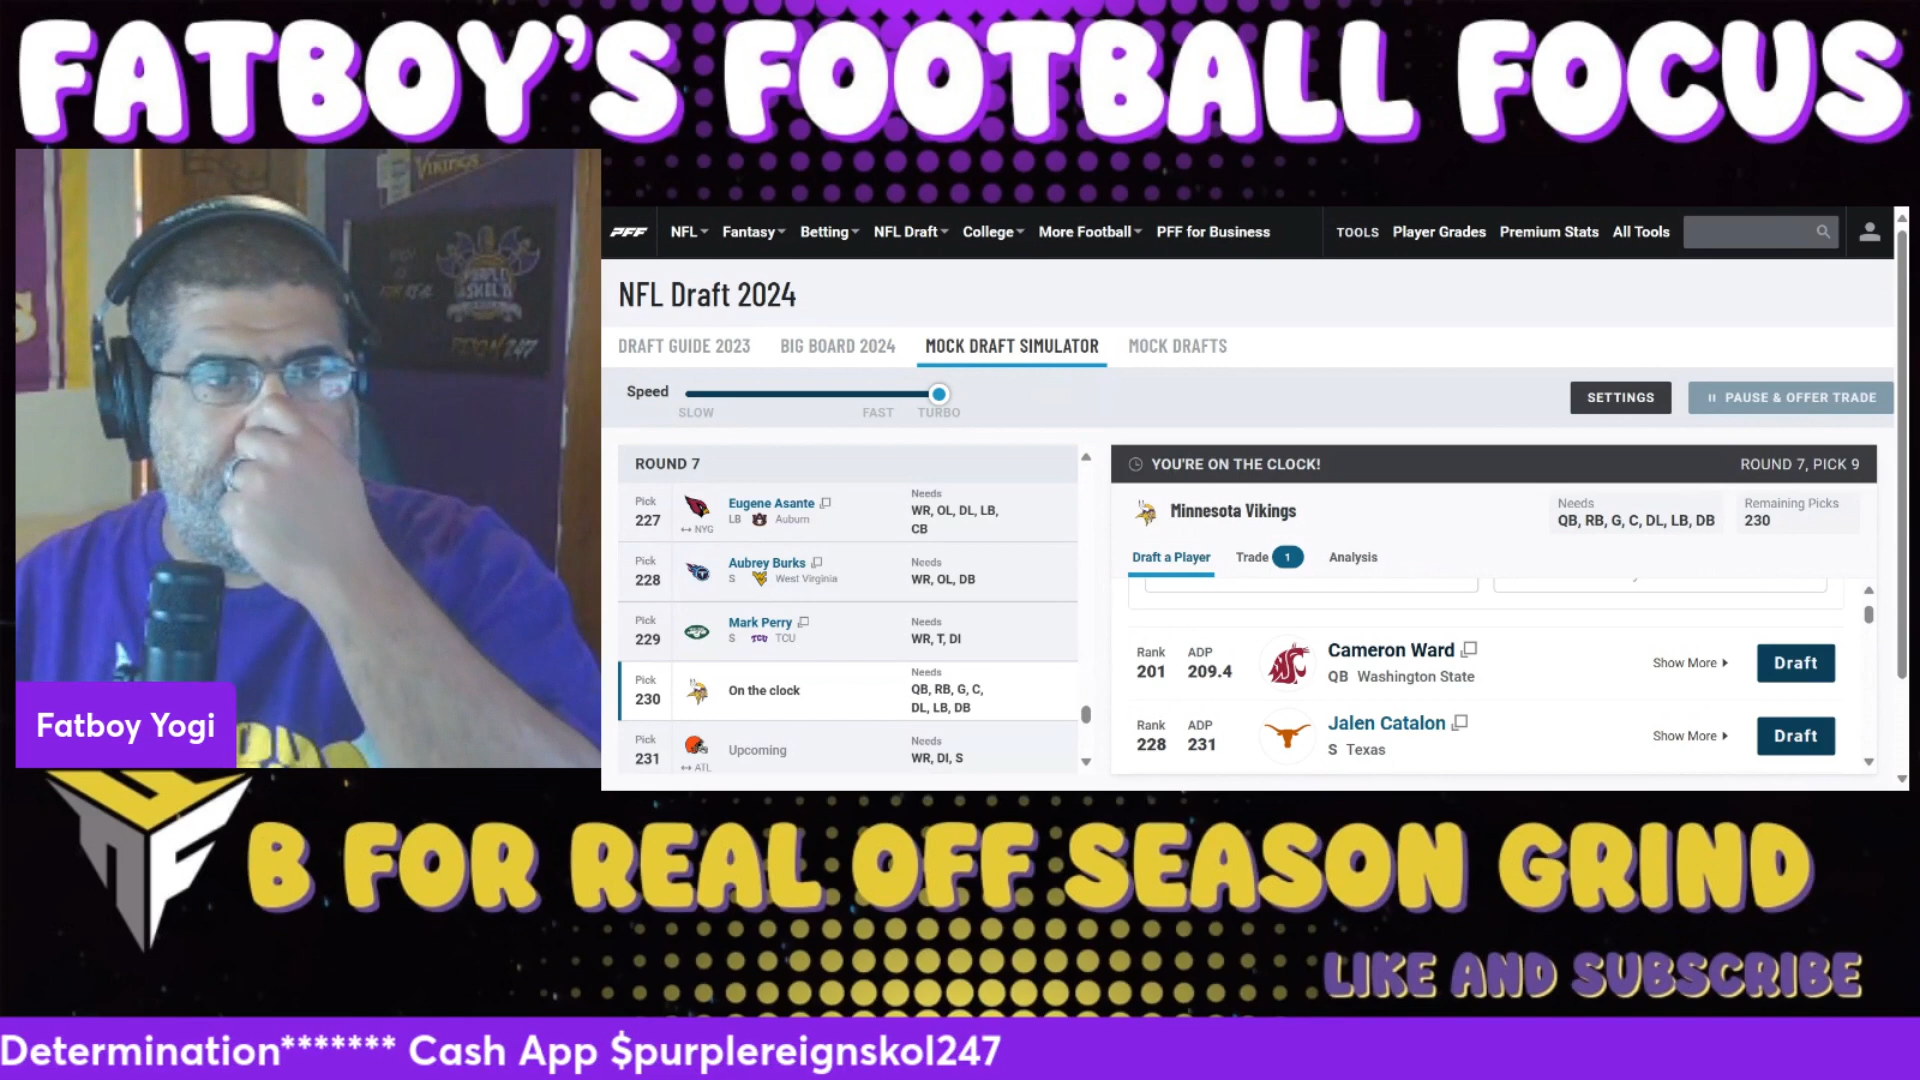 FATBOY'S FOOTBALL FOCUS
VIKINGS
PURPLE
SKOL
Fatboy Yogi
PFF NFL Fantasy Betting NFL Draft College More Football PFF for Business TOOLS Player Grades Premium Stats All Tools
NFL Draft 2024
DRAFT GUIDE 2023 BIG BOARD 2024 MOCK DRAFT SIMULATOR MOCK DRAFTS
Speed
SLOW FAST TURBO
SETTINGS PAUSE & OFFER TRADE
ROUND 7
Pick
227
NYG
Eugene Asante
LB Auburn
Needs
WR, OL, DL, LB,
CB
Pick
228
Aubrey Burks
S West Virginia
Needs
WR, OL, DB
Pick
229
Mark Perry
S TCU TCU
Needs
WR, T, DI
Pick
230
On the clock
Needs
QB, RB, G, C,
DL, LB, DB
Pick
231
ATL
Upcoming
Needs
WR, DI, S
YOU'RE ON THE CLOCK! ROUND 7, PICK 9
Minnesota Vikings
Needs
QB, RB, G, C, DL, LB, DB
Remaining Picks
230
Draft a Player Trade 1 Analysis
Rank
201
ADP
209.4
Cameron Ward
QB Washington State
Show More Draft
Rank
228
ADP
231
Jalen Catalon
S Texas
Show More Draft
B FOR REAL OFF SEASON GRIND
LIKE AND SUBSCRIBE
Determination******* Cash App $purplereignskol247